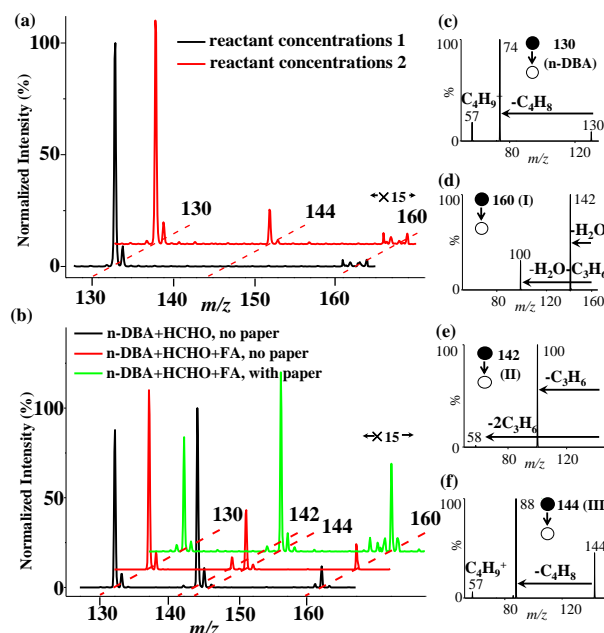 (a)
reactant concentrations 1
reactant concentrations 2
Normalized Intensity (%)
100
50
0
×15
130
144
160
130
140
150
160
m/z
(b)
n-DBA+HCHO, no paper
n-DBA+HCHO+FA, no paper
n-DBA+HCHO+FA, with paper
Normalized Intensity (%)
100
50
0
×15
130
142
144
160
130
140
150
160
m/z
(c)
100
%
0
74
130
(n-DBA)
C4H9+
57
-C4H8
130
80
120
m/z
(d)
100
%
0
160 (I)
142
-H2O
100
-H2O-C3H6
80
120
160
m/z
(e)
100
%
0
142
(II)
100
-C3H6
-2C3H6
58
80
120
m/z
(f)
100
%
0
88
144 (III)
144
C4H9+
57
-C4H8
80
120
m/z